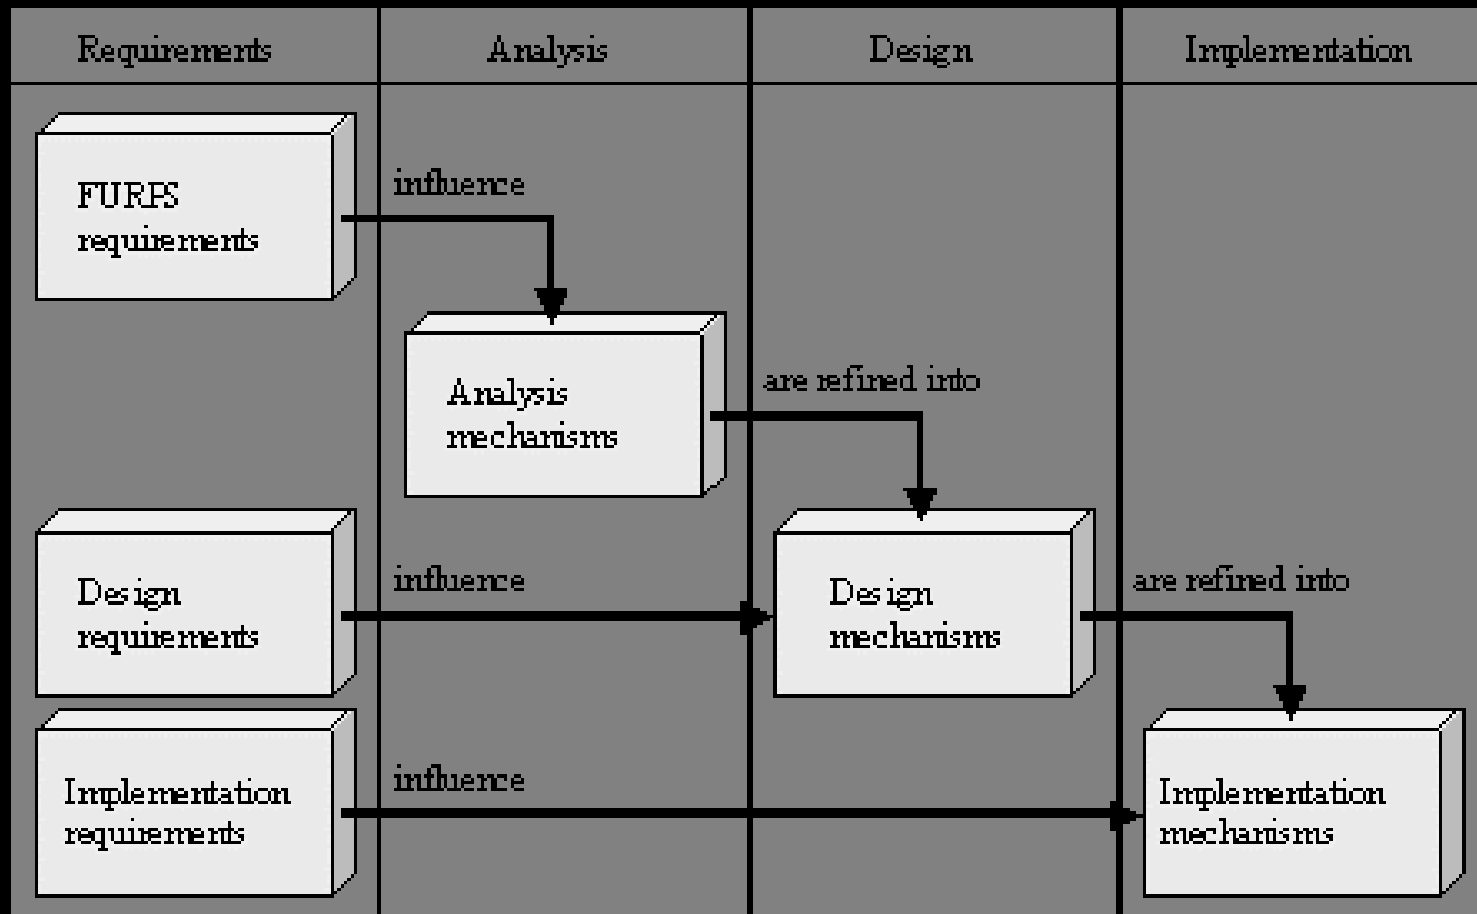 Requirements
Analysis
Design
Implementation
FURPS
requirements
influence
Analysis
mechanisms
are refined into
Design
requirements
influence
Design
mechanisms
are refined into
Implementation
requirements
influence
Implementation
mechanisms